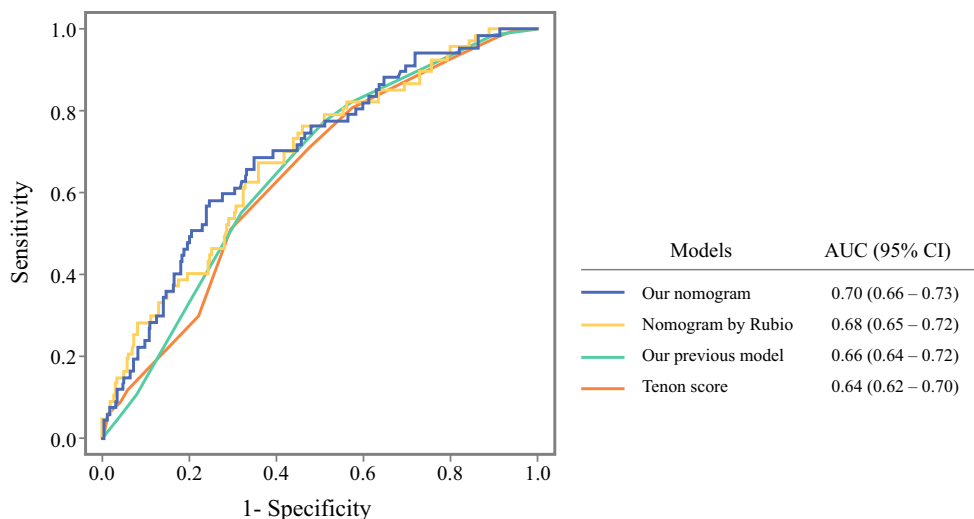 1.0
0.8
0.6
0.4
0.2
0.0
Sensitivity
0.0 0.2 0.4 0.6 0.8 1.0
1- Specificity
Models AUC (95% CI)
Our nomogram 0.70 (0.66 – 0.73)
Nomogram by Rubio 0.68 (0.65 – 0.72)
Our previous model 0.66 (0.64 – 0.72)
Tenon score 0.64 (0.62 – 0.70)